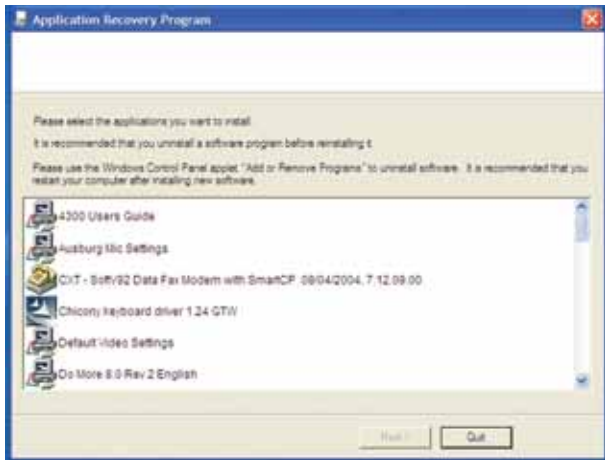 Application Recovery Program
Please select the applications you want to install.
It is recommended that you uninstall a software program before reinstalling it.
Please use the Windows Control Panel applet "Add or Remove Programs" to uninstall software. It is recommended that you
restart your computer after installing new software.
4300 Users Guide
Ausburg Mic Settings
CXT - SoftV92 Data Fax Modem with SmartCP :09/04/2004, 7.12.09.00
Chicony keyboard driver 1.24 GTW
Default Video Settings
Do More 8.0 Rev 2 English
Next >
Quit